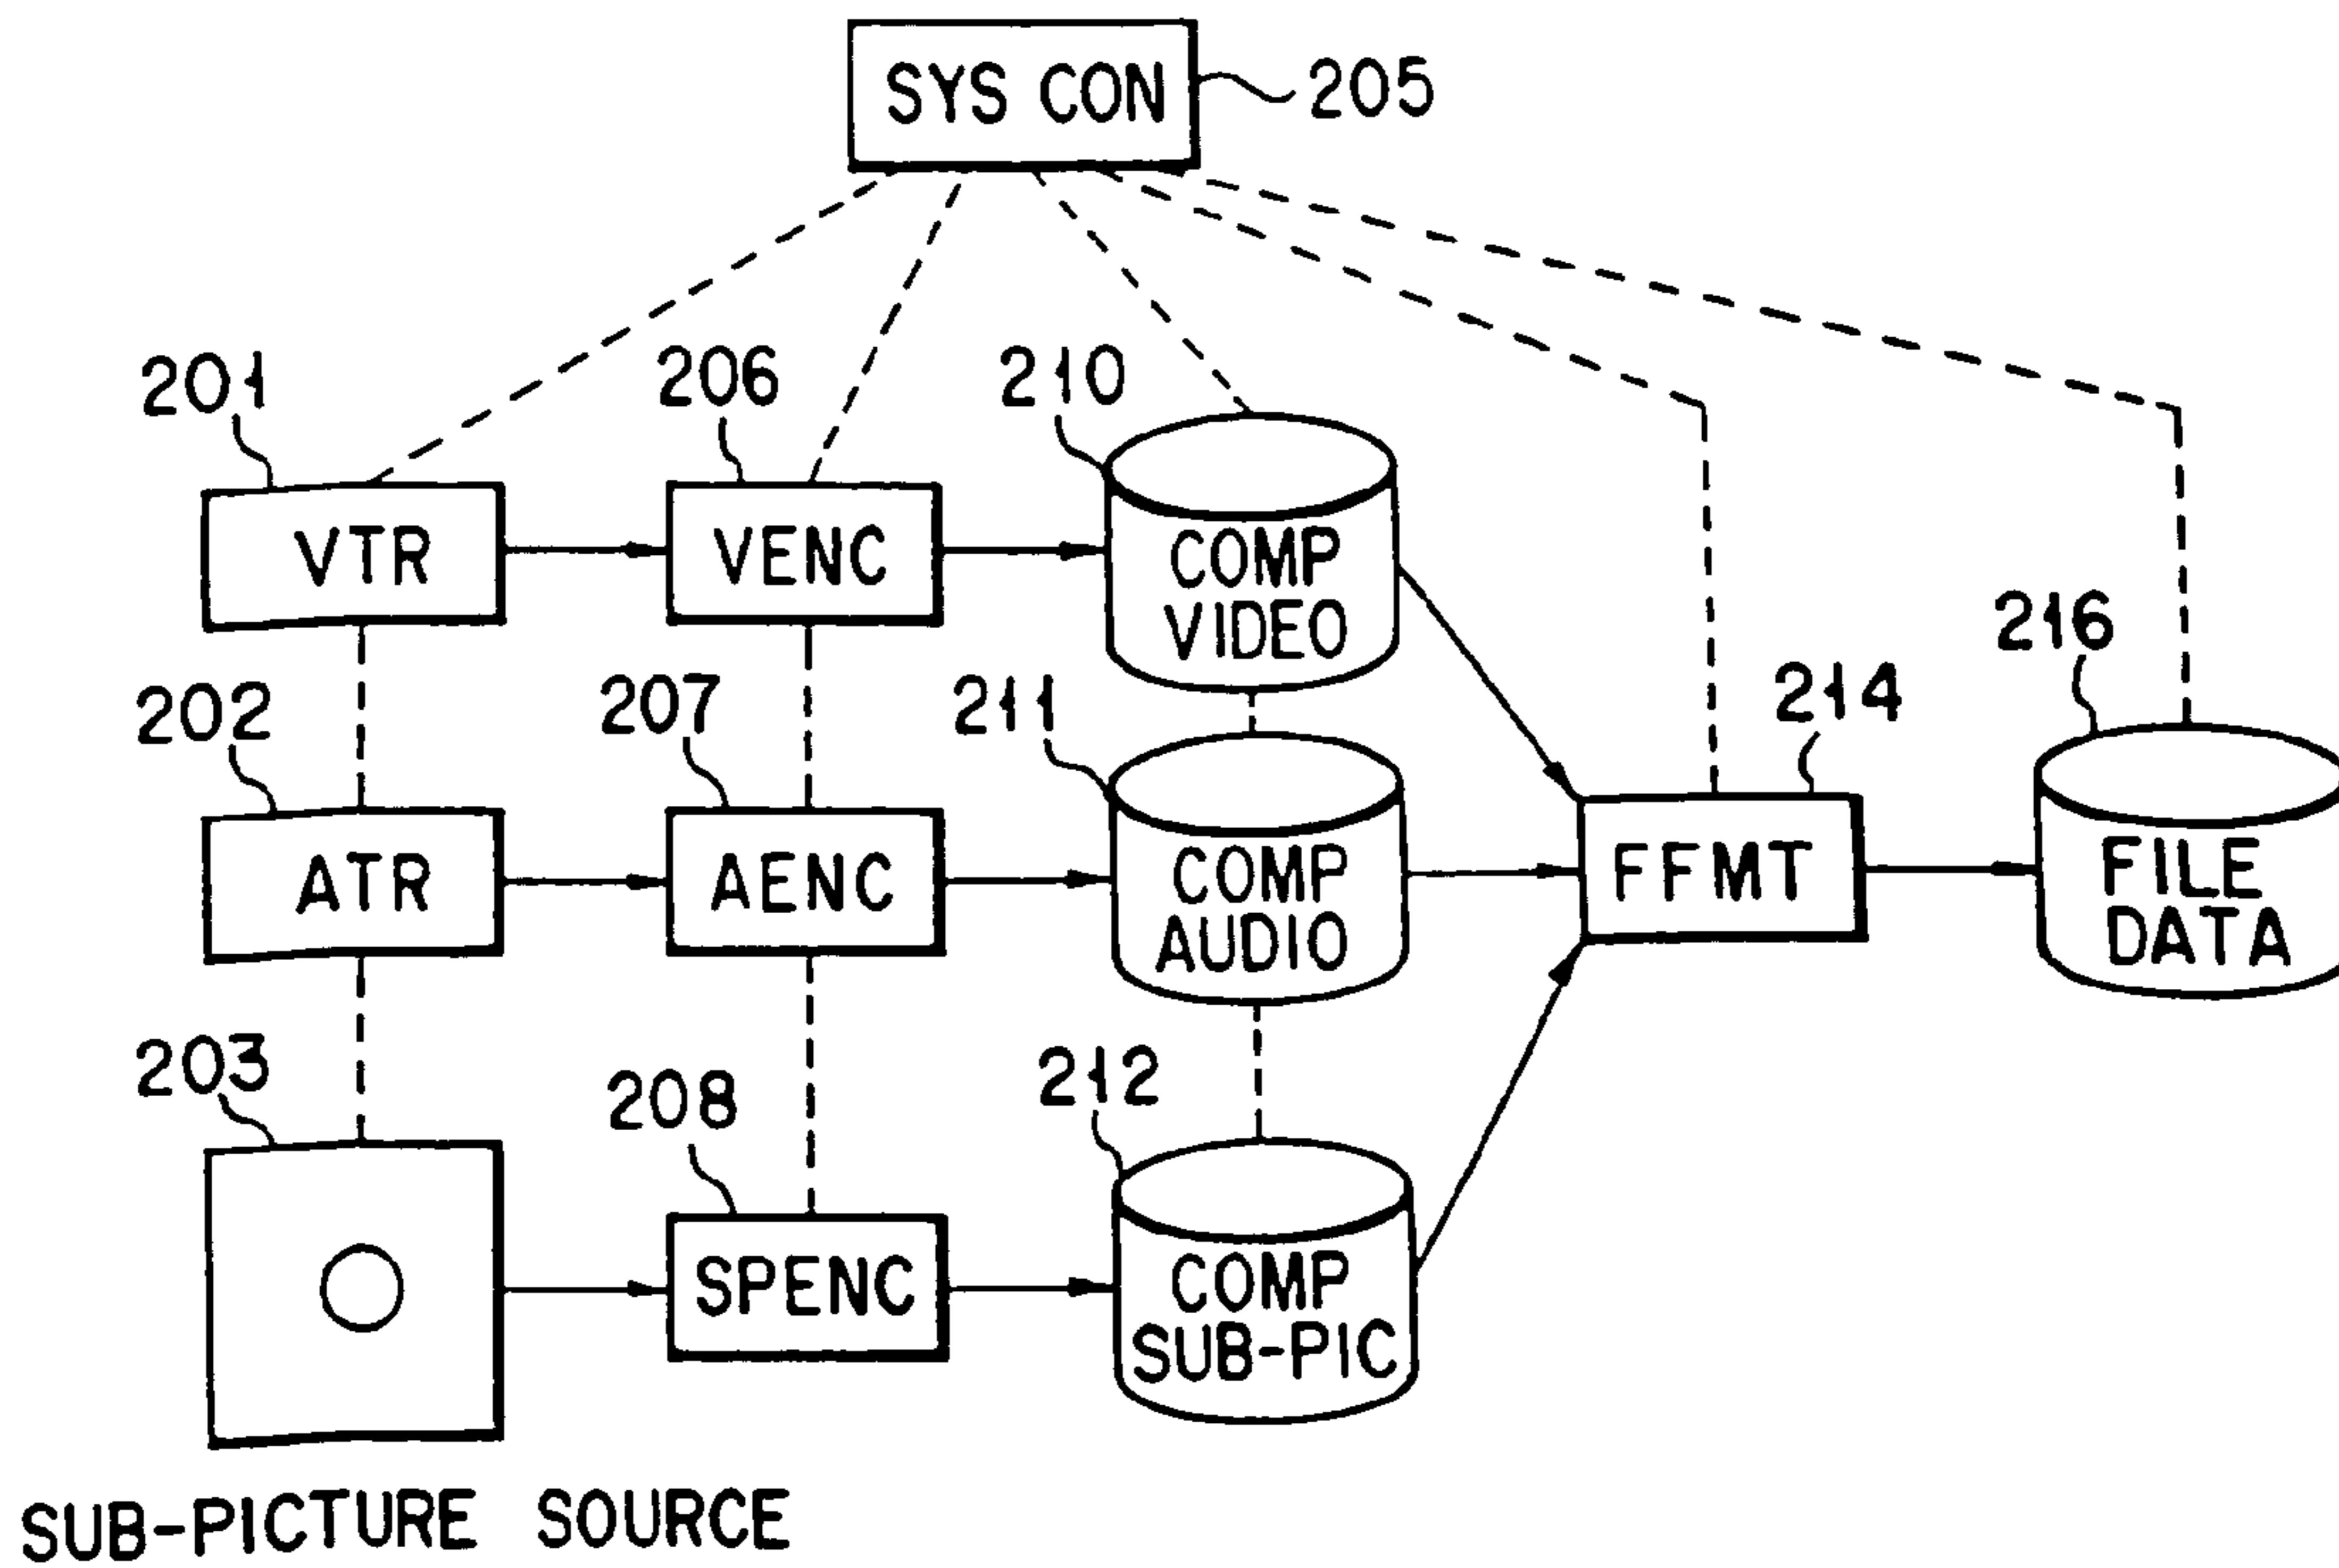 SYS CON
205
201
206
210
VTR
VENC
COMP
VIDEO
216
202
207
211
214
ATR
AENC
COMP
AUDIO
FFMT
FILE
DATA
203
208
212
SPENC
COMP
SUB-PIC
SUB-PICTURE SOURCE